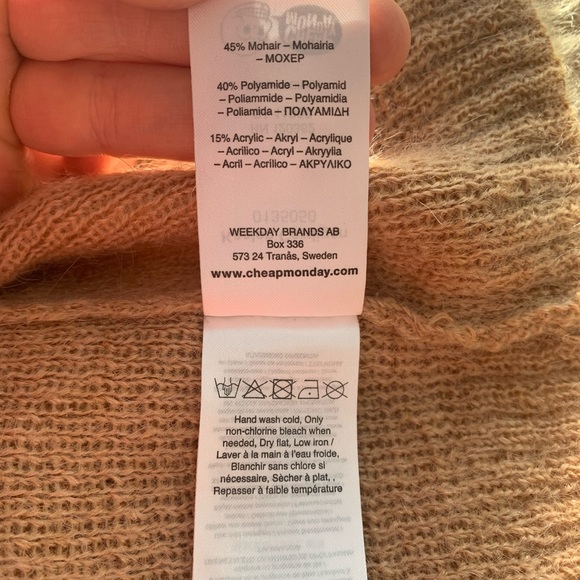 45% Mohair – Mohairia
– MOXEP
40% Polyamide – Polyamid
– Poliammide – Polyamidia
– Poliamida – ΠΟΛΥΑΜΙΔΗ
15% Acrylic – Akryl – Acrylique
– Acrilico – Acryl – Akryylia
– Acril – Acrilico – ΑΚΡΥΛΙΚΟ
WEEKDAY BRANDS AB
Box 336
573 24 Tranås, Sweden
www.cheapmonday.com
Hand wash cold, Only
non-chlorine bleach when
needed, Dry flat, Low iron /
Laver à la main à l'eau froide,
Blanchir sans chlore si
nécessaire, Sècher à plat, ,
Repasser à faible température